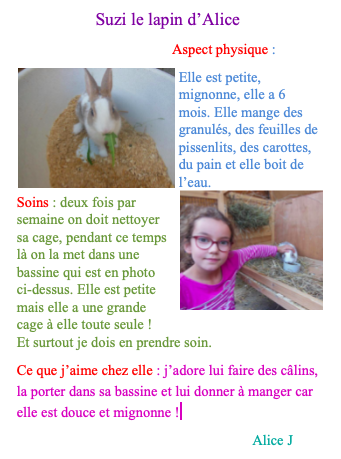 Suzi le lapin d’Alice
Aspect physique :
Elle est petite,
mignonne, elle a 6
mois. Elle mange des
granulés, des feuilles de
pissenlits, des carottes,
du pain et elle boit de
l’eau.
Soins : deux fois par
semaine on doit nettoyer
sa cage, pendant ce temps
là on la met dans une
bassine qui est en photo
ci-dessus. Elle est petite
mais elle a une grande
cage à elle toute seule !
Et surtout je dois en prendre soin.
Ce que j’aime chez elle : j’adore lui faire des câlins,
la porter dans sa bassine et lui donner à manger car
elle est douce et mignonne !
Alice J